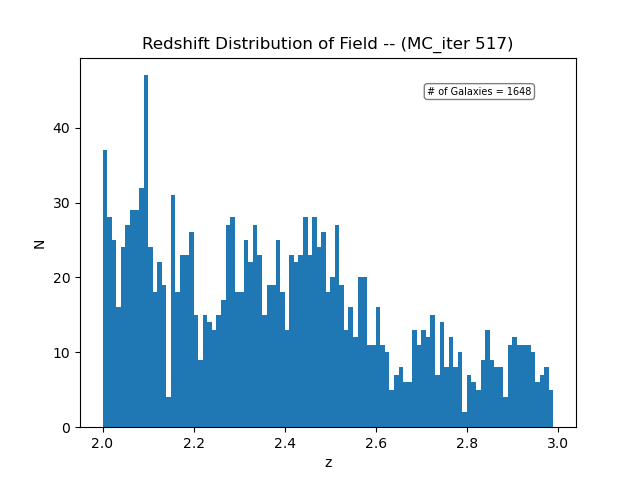 Redshift Distribution of Field -- (MC_iter 517)
# of Galaxies = 1648
N
40
30
20
10
0
2.0 2.2 2.4 2.6 2.8 3.0
z